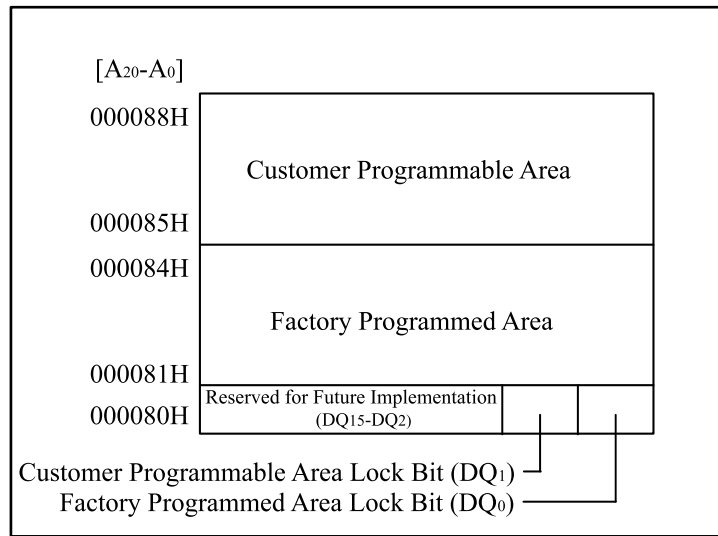 [A20-A0]
000088H
Customer Programmable Area
000085H
000084H
Factory Programmed Area
000081H
Reserved for Future Implementation
(DQ15-DQ2)
000080H
Customer Programmable Area Lock Bit (DQ1)
Factory Programmed Area Lock Bit (DQ0)